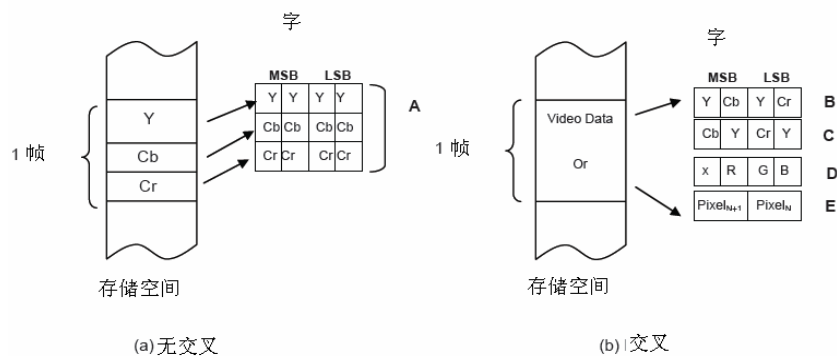 字
MSB LSB
Y Y Y Y
Cb Cb Cb Cb
Cr Cr Cr Cr
A
Y
Cb
Cr
1 帧
存储空间
(a) 无交叉
字
MSB LSB
Y Cb Y Cr B
Cb Y Cr Y C
x R G B D
PixelN+1 PixelN E
Video Data
Or
1 帧
存储空间
(b) 交叉